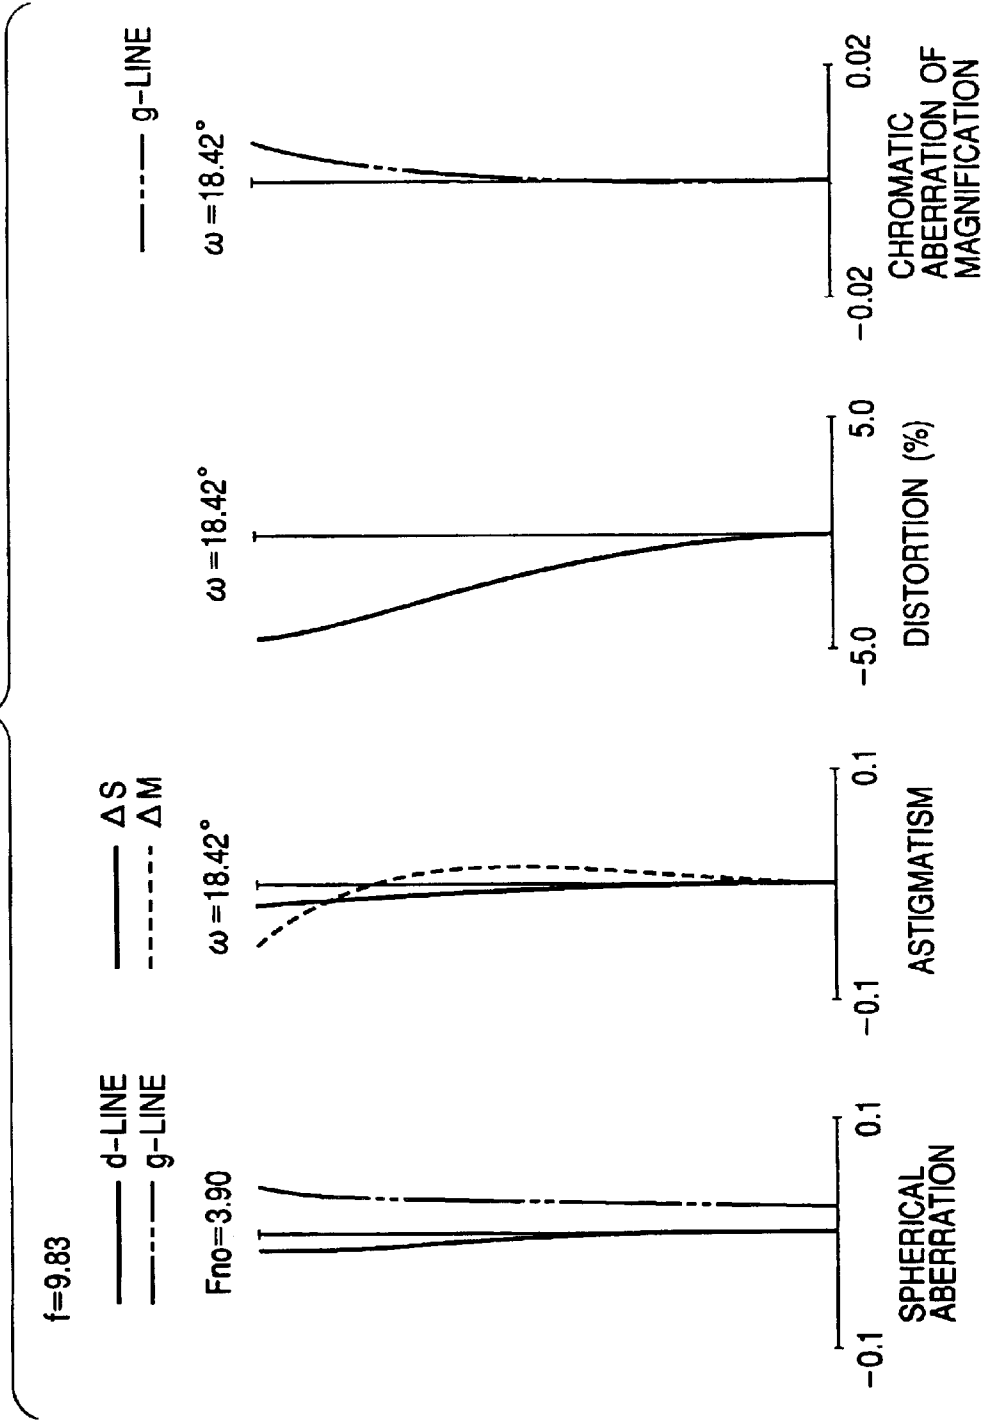 f=9.83
d-LINE
g-LINE
Fno=3.90
-0.1
0.1
SPHERICAL
ABERRATION
ΔS
ΔM
ω=18.42°
-0.1
0.1
ASTIGMATISM
ω=18.42°
-5.0
5.0
DISTORTION (%)
g-LINE
ω=18.42°
-0.02
0.02
CHROMATIC
ABERRATION OF
MAGNIFICATION